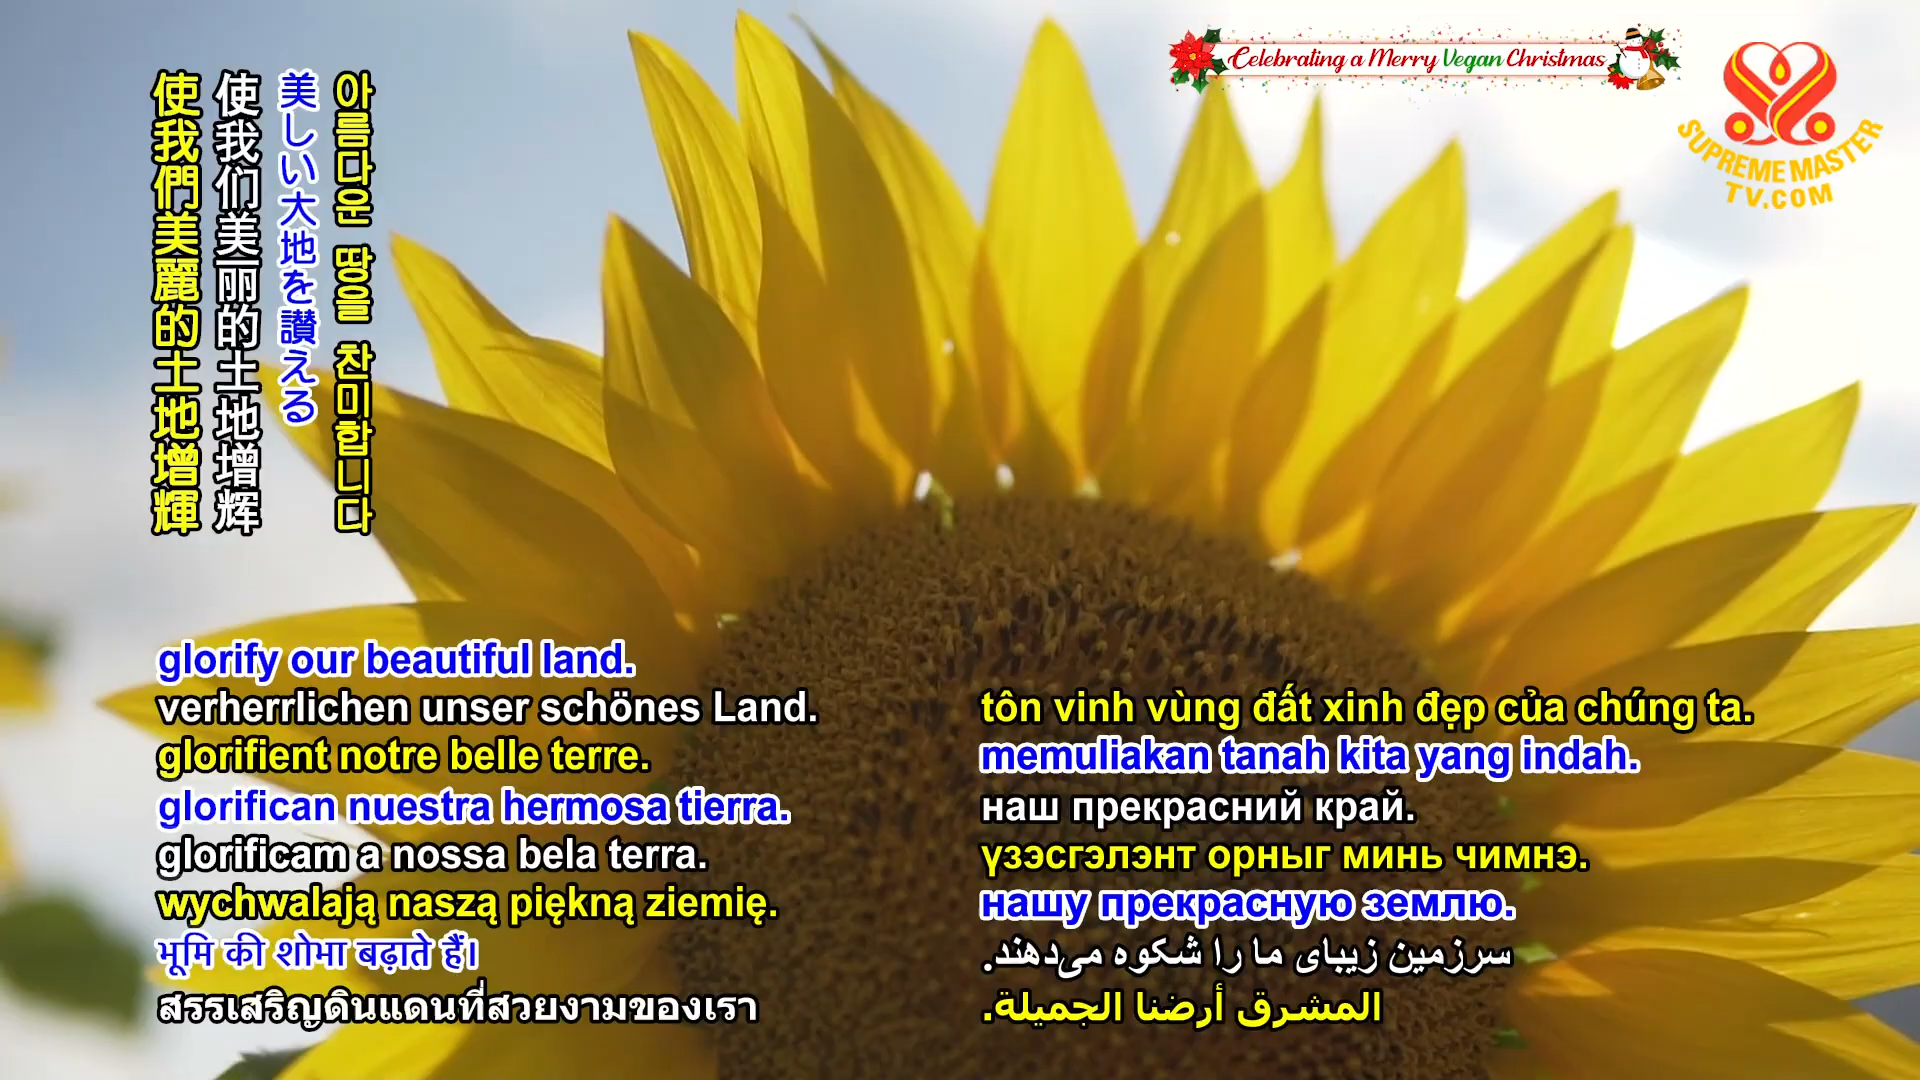 Celebrating a Merry Vegan Christmas
SUPREME MASTER
TV.COM
使我們美麗的土地增輝
使我们美丽的土地增辉
美しい大地を讃える
아름다운 땅을 찬미합니다
glorify our beautiful land.
verherrlichen unser schönes Land.
glorifient notre belle terre.
glorifican nuestra hermosa tierra.
glorificam a nossa bela terra.
wychwalają naszą piękną ziemię.
भूमि की शोभा बढ़ाते हैं।
สรรเสริญดินแดนที่สวยงามของเรา
tôn vinh vùng đất xinh đẹp của chúng ta.
memuliakan tanah kita yang indah.
наш прекрасний край.
үзэсгэлэнт орныг минь чимнэ.
нашу прекрасную землю.
سرزمین زیبای ما را شکوه می‌دهند.
المشرق أرضنا الجميلة.